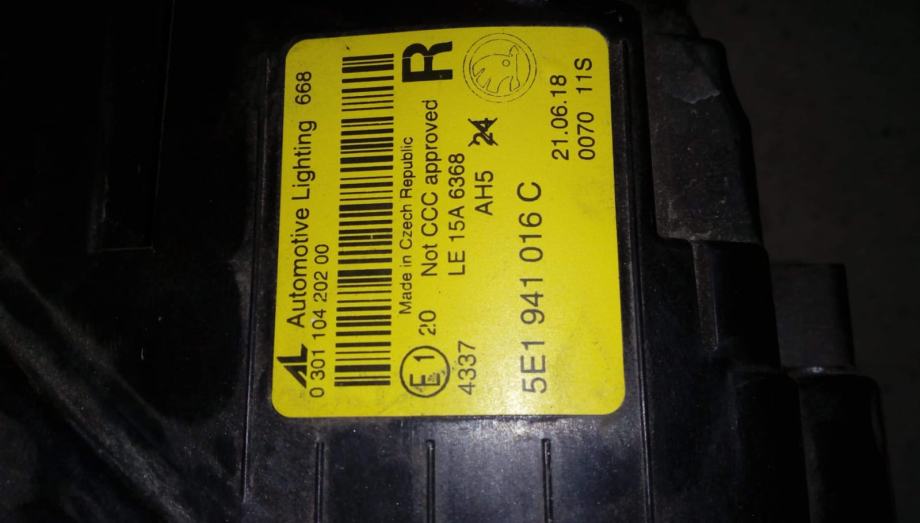 AL Automotive Lighting 668
0 301 104 202 00
R
Made in Czech Republic
E1 20 Not CCC approved
4337 LE 15A 6368
AH5 24
5E1 941 016 C
21.06.18
0070 11S